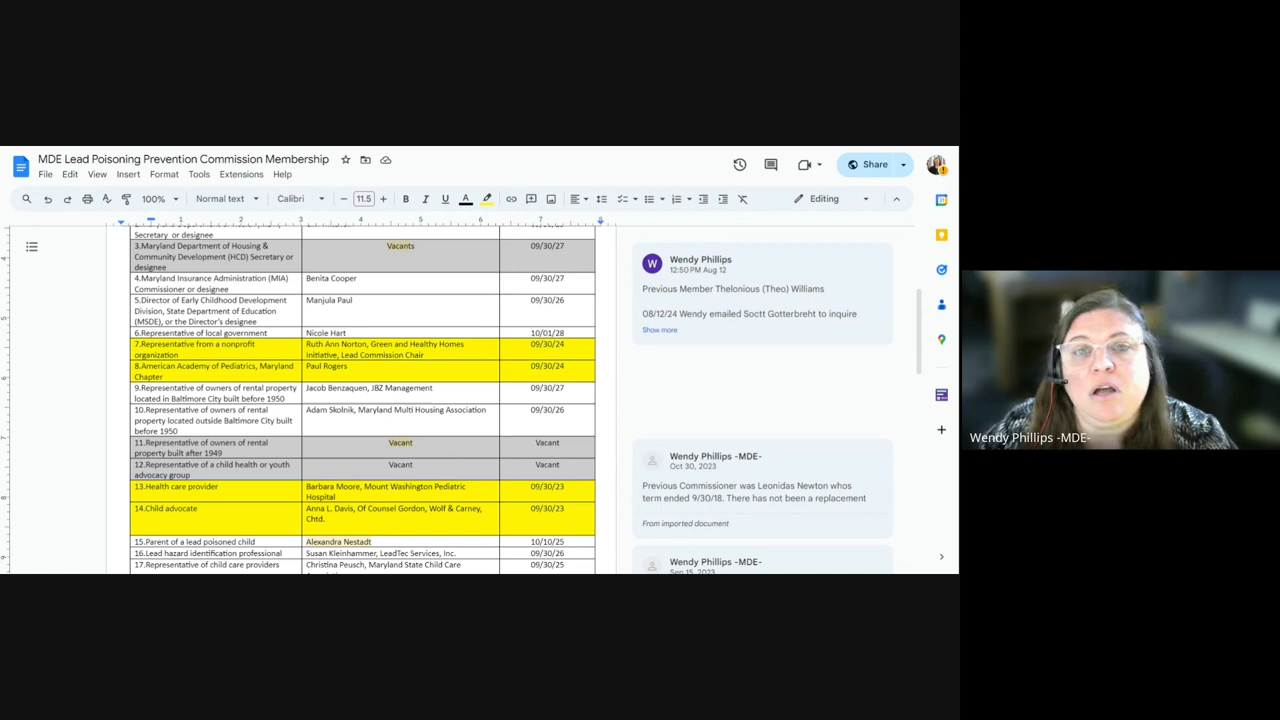 MDE Lead Poisoning Prevention Commission Membership
File Edit View Insert Format Tools Extensions Help
Share
100% Normal text Calibri 11.5 B I U A Editing
1 2 3 4 5 6 7 8
Secretary or designee
3.Maryland Department of Housing & Vacants 09/30/27
Community Development (HCD) Secretary or
designee
4.Maryland Insurance Administration (MIA) Benita Cooper 09/30/27
Commissioner or designee
5.Director of Early Childhood Development Manjula Paul 09/30/26
Division, State Department of Education
(MSDE), or the Director's designee
6.Representative of local government Nicole Hart 10/01/28
7.Representative from a nonprofit Ruth Ann Norton, Green and Healthy Homes 09/30/24
organization Initiative, Lead Commission Chair
8.American Academy of Pediatrics, Maryland Paul Rogers 09/30/24
Chapter
9.Representative of owners of rental property Jacob Benzaquen, JBZ Management 09/30/27
located in Baltimore City built before 1950
10.Representative of owners of rental Adam Skolnik, Maryland Multi Housing Association 09/30/26
property located outside Baltimore City built
before 1950
11.Representative of owners of rental Vacant Vacant
property built after 1949
12.Representative of a child health or youth Vacant Vacant
advocacy group
13.Health care provider Barbara Moore, Mount Washington Pediatric 09/30/23
Hospital
14.Child advocate Anna L. Davis, Of Counsel Gordon, Wolf & Carney, 09/30/23
Chtd.
15.Parent of a lead poisoned child Alexandra Nestadt 10/10/25
16.Lead hazard identification professional Susan Kleinhammer, LeadTec Services, Inc. 09/30/26
17.Representative of child care providers Christina Peusch, Maryland State Child Care 09/30/25
W
Wendy Phillips
12:50 PM Aug 12
Previous Member Thelonious (Theo) Williams
08/12/24 Wendy emailed Soctt Gotterbreht to inquire
Show more
Wendy Phillips -MDE-
Oct 30, 2023
Previous Commissioner was Leonidas Newton whos
term ended 9/30/18. There has not been a replacement
From imported document
Wendy Phillips -MDE-
Sep 15, 2023
Wendy Phillips -MDE-